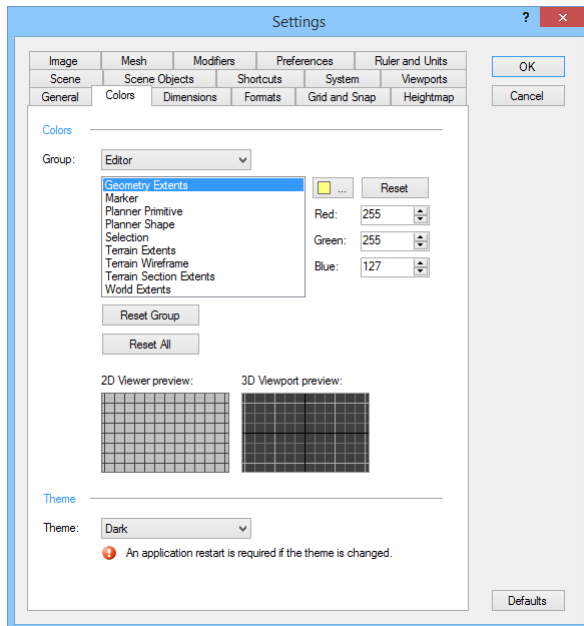 Settings
?
Image Mesh Modifiers Preferences Ruler and Units
OK
Scene Scene Objects Shortcuts System Viewports
General Colors Dimensions Formats Grid and Snap Heightmap
Cancel
Colors
Group: Editor
Geometry Extents
... Reset
Marker
Planner Primitive
Planner Shape
Red: 255
Selection
Green: 255
Terrain Extents
Terrain Wireframe
Blue: 127
Terrain Section Extents
World Extents
Reset Group
Reset All
2D Viewer preview: 3D Viewport preview:
Theme
Theme: Dark
An application restart is required if the theme is changed.
Defaults